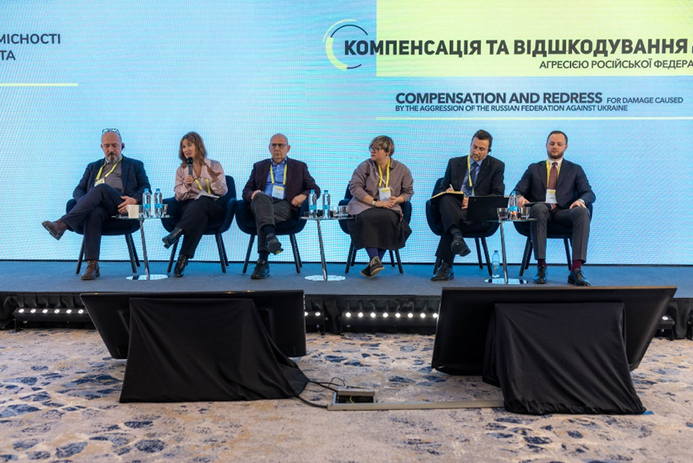 МІСНОСТІ
ТА
КОМПЕНСАЦІЯ ТА ВІДШКОДУВАННЯ
АГРЕСІЄЮ РОСІЙСЬКОЇ ФЕДЕРА
COMPENSATION AND REDRESS FOR DAMAGE CAUSED
BY THE AGGRESSION OF THE RUSSIAN FEDERATION AGAINST UKRAINE